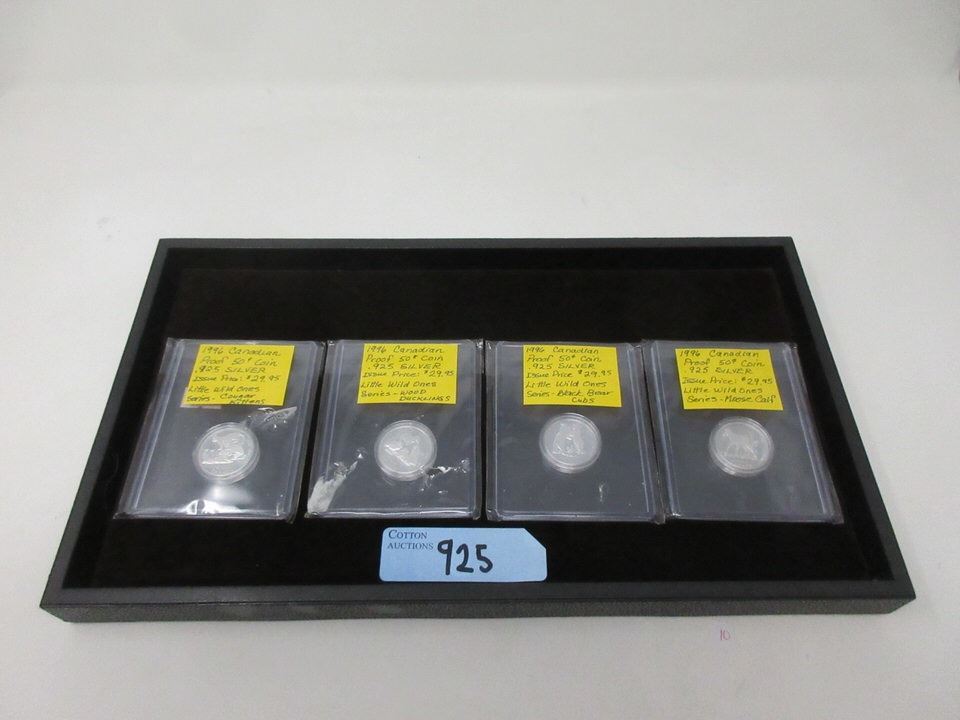 1996 Canadian
Proof 50¢ Coin
.925 SILVER
Issue Price: $29.95
Little Wild Ones
Series - Cougar
Kittens
1996 Canadian
Proof 50¢ Coin
.925 SILVER
Issue Price: $29.95
Little Wild Ones
Series - WOOD
DUCKLINGS
1996 Canadian
Proof 50¢ Coin
.925 SILVER
Issue Price $29.95
Little Wild Ones
Series - Black Bear
Cubs
1996 Canadian
Proof 50¢ Coin
.925 SILVER
Issue Price: $29.95
Little Wild Ones
Series - Moose Calf
COTTON
AUCTIONS 925
10